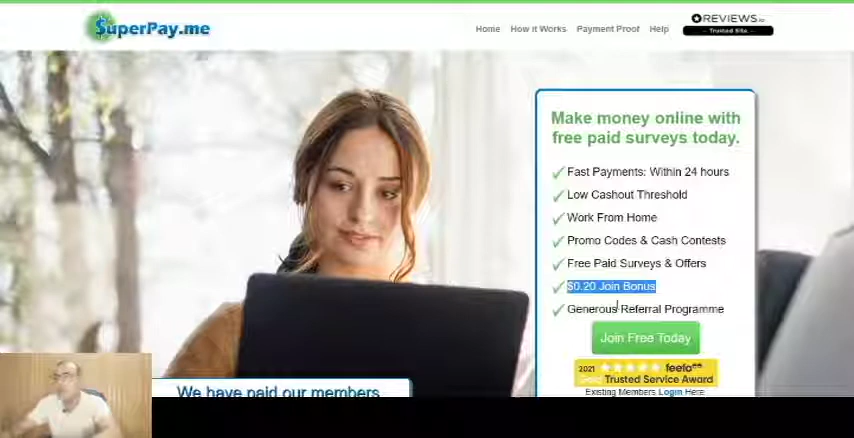 $uperPay.me
Home How it Works Payment Proof Help
REVIEWS.io
Trusted Site
Make money online with
free paid surveys today.
Fast Payments: Within 24 hours
Low Cashout Threshold
Work From Home
Promo Codes & Cash Contests
Free Paid Surveys & Offers
$0.20 Join Bonus
Generous Referral Programme
Join Free Today
2021 feefo
Trusted Service Award
Existing Members Login Here
We have paid our members